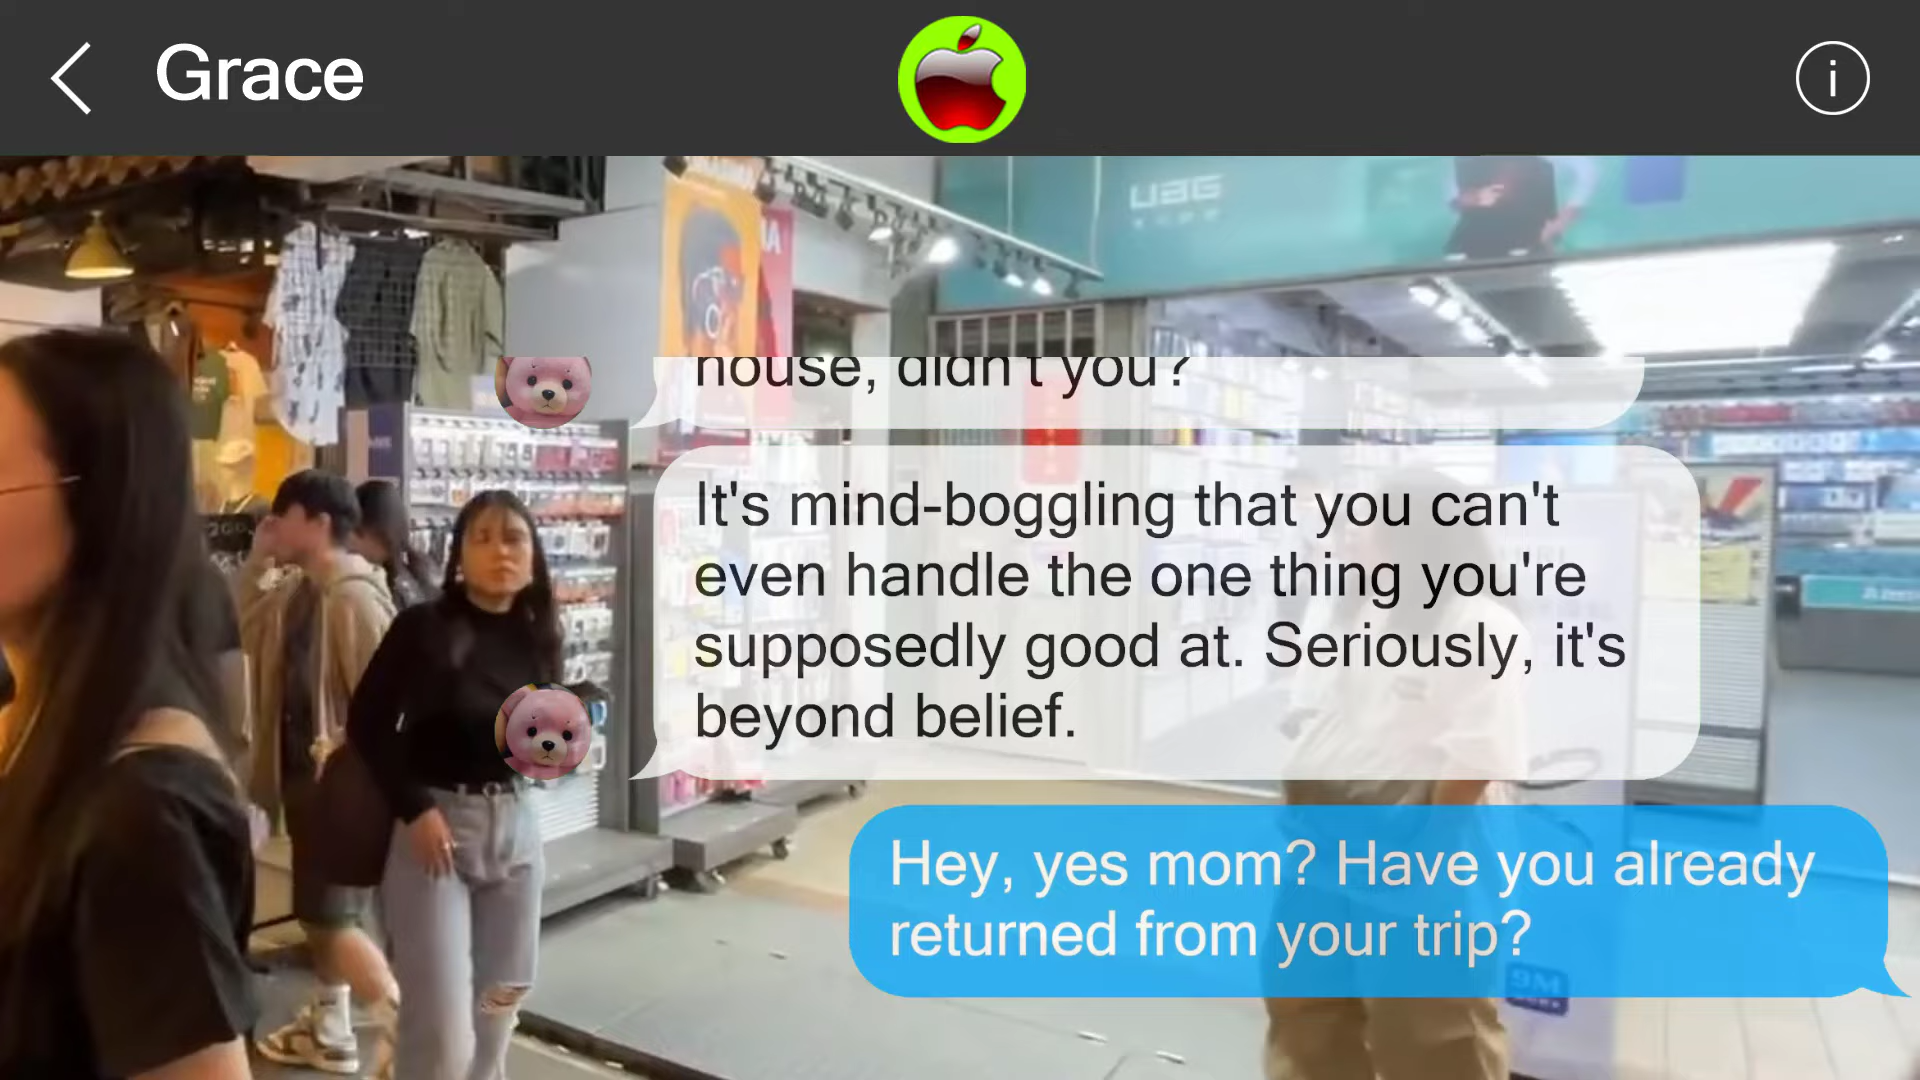 Grace
i
UAG
house, didn't you?
It's mind-boggling that you can't
even handle the one thing you're
supposedly good at. Seriously, it's
beyond belief.
Hey, yes mom? Have you already
returned from your trip?
9M